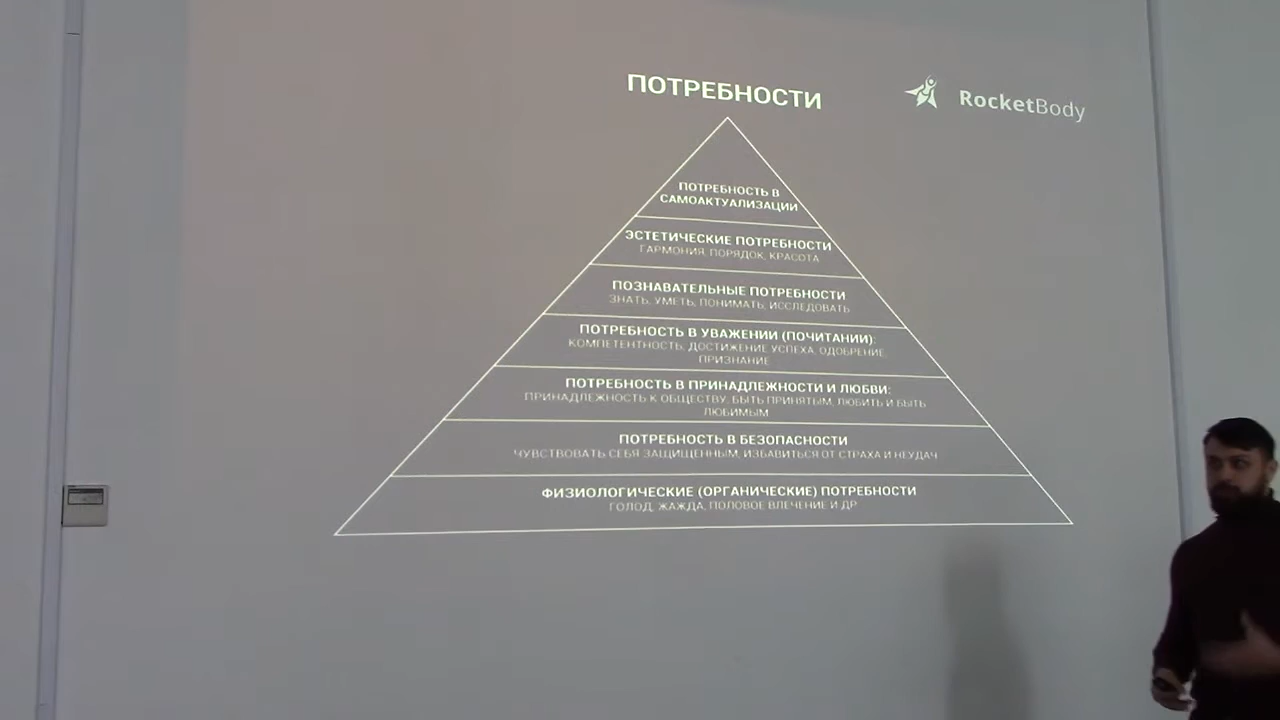 ПОТРЕБНОСТИ
RocketBody
ПОТРЕБНОСТЬ В
САМОАКТУАЛИЗАЦИИ
ЭСТЕТИЧЕСКИЕ ПОТРЕБНОСТИ
ГАРМОНИЯ, ПОРЯДОК, КРАСОТА
ПОЗНАВАТЕЛЬНЫЕ ПОТРЕБНОСТИ
ЗНАТЬ, УМЕТЬ, ПОНИМАТЬ, ИССЛЕДОВАТЬ
ПОТРЕБНОСТЬ В УВАЖЕНИИ (ПОЧИТАНИИ):
КОМПЕТЕНТНОСТЬ, ДОСТИЖЕНИЕ УСПЕХА, ОДОБРЕНИЕ,
ПРИЗНАНИЕ
ПОТРЕБНОСТЬ В ПРИНАДЛЕЖНОСТИ И ЛЮБВИ:
ПРИНАДЛЕЖНОСТЬ К ОБЩЕСТВУ, БЫТЬ ПРИНЯТЫМ, ЛЮБИТЬ И БЫТЬ
ЛЮБИМЫМ
ПОТРЕБНОСТЬ В БЕЗОПАСНОСТИ
ЧУВСТВОВАТЬ СЕБЯ ЗАЩИЩЕННЫМ, ИЗБАВИТЬСЯ ОТ СТРАХА И НЕУДАЧ
ФИЗИОЛОГИЧЕСКИЕ (ОРГАНИЧЕСКИЕ) ПОТРЕБНОСТИ
ГОЛОД, ЖАЖДА, ПОЛОВОЕ ВЛЕЧЕНИЕ И ДР